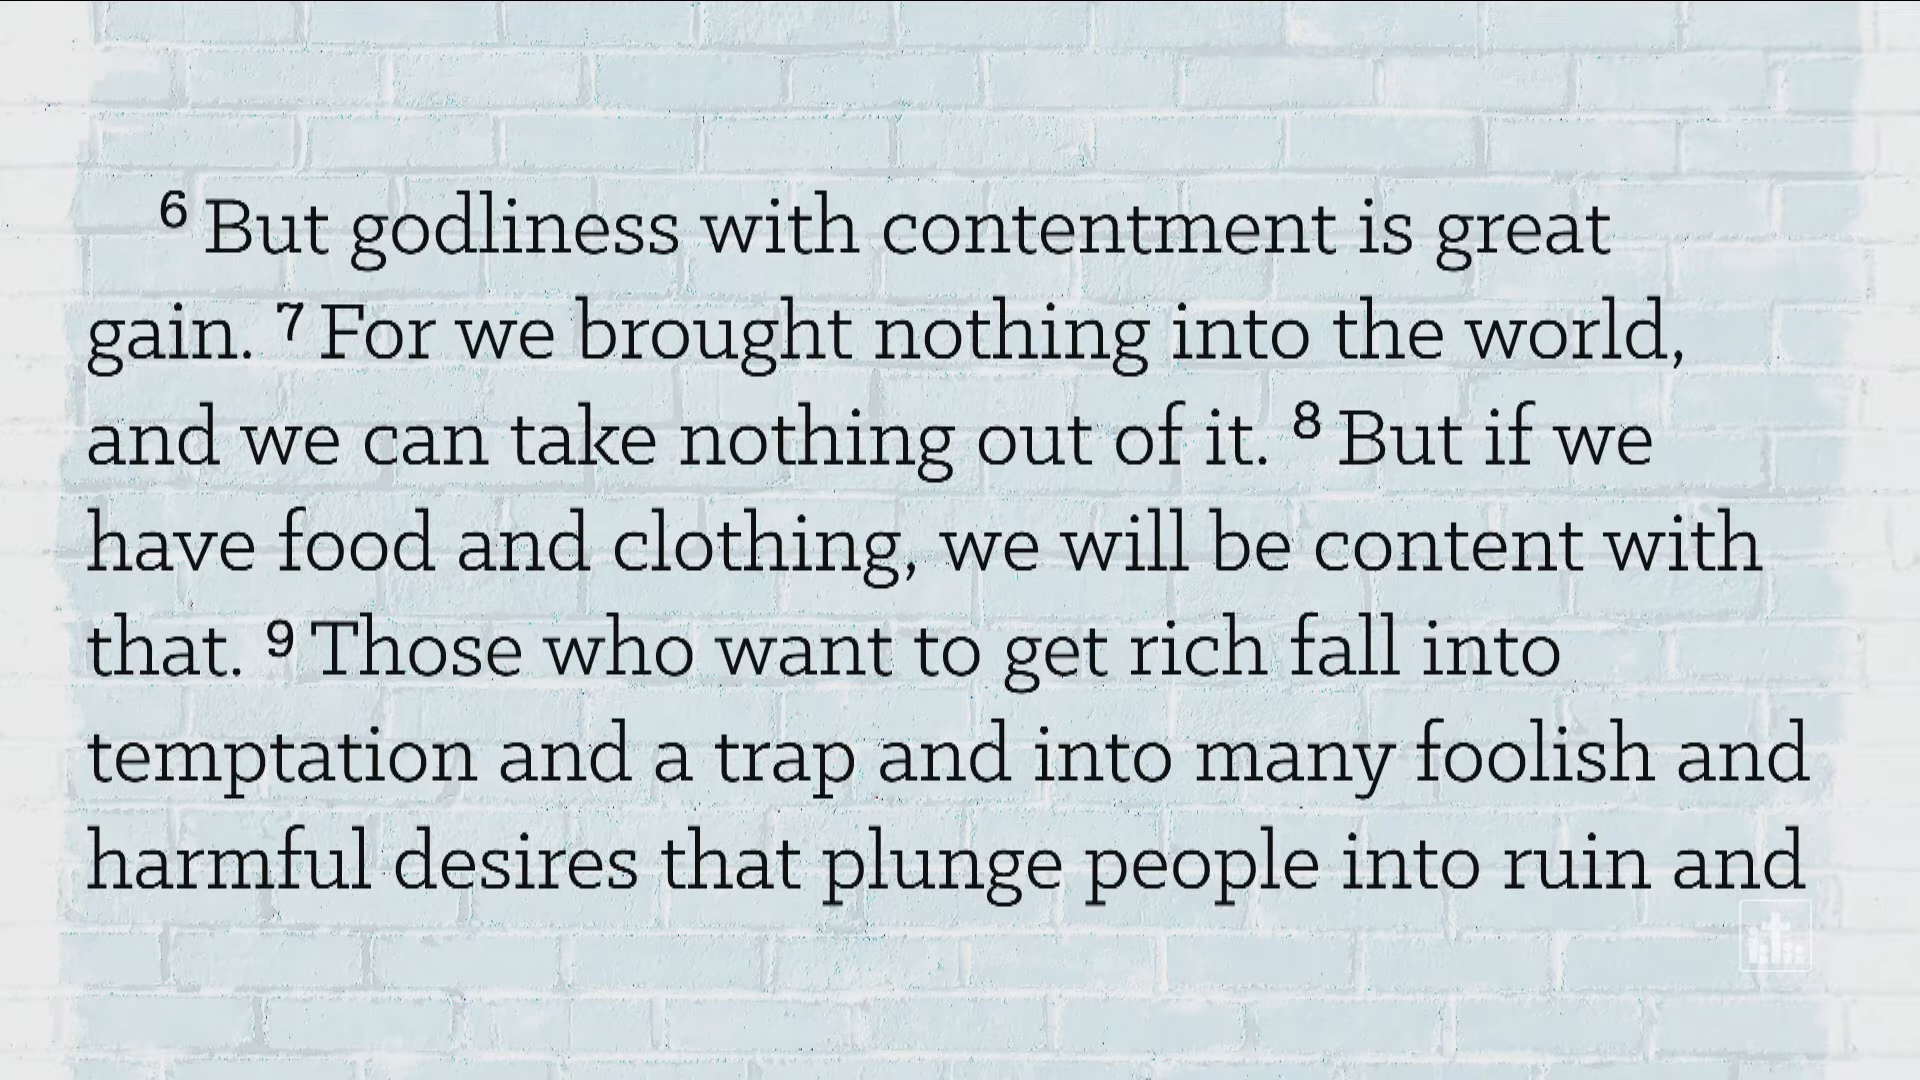 6 But godliness with contentment is great
gain. 7 For we brought nothing into the world,
and we can take nothing out of it. 8 But if we
have food and clothing, we will be content with
that. 9 Those who want to get rich fall into
temptation and a trap and into many foolish and
harmful desires that plunge people into ruin and